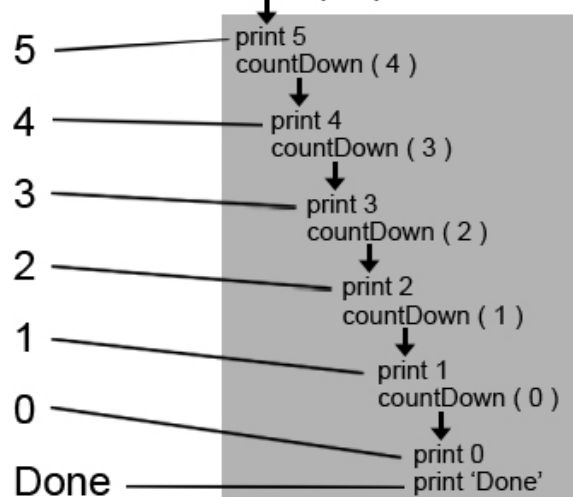 5
print 5
countDown ( 4 )
4
print 4
countDown ( 3 )
3
print 3
countDown ( 2 )
2
print 2
countDown ( 1 )
1
print 1
countDown ( 0 )
0
print 0
Done
print ‘Done’